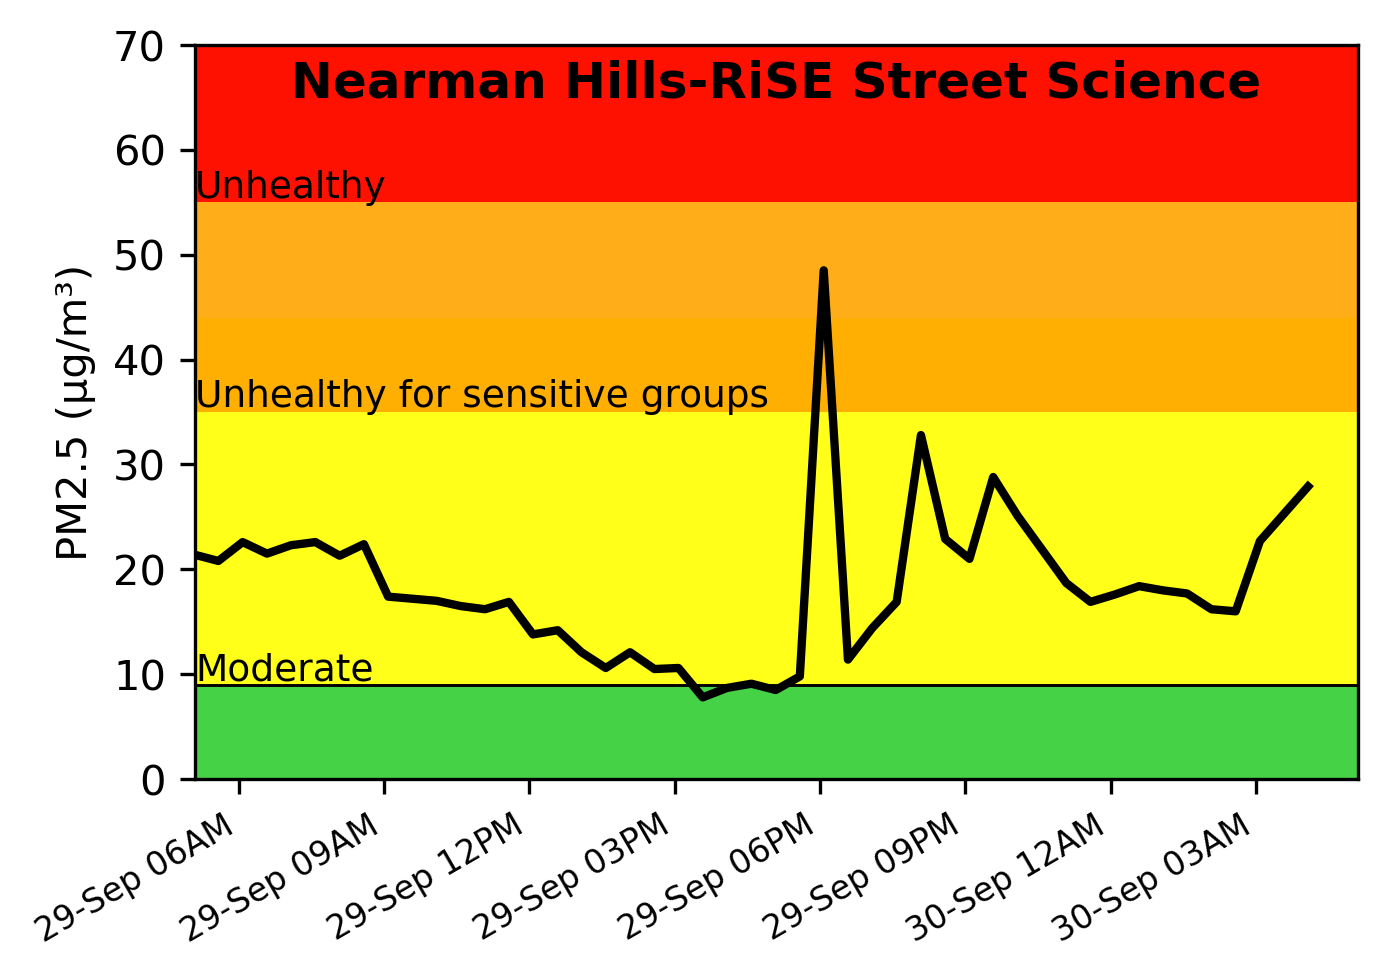 Nearman Hills-RiSE Street Science
70
60
Unhealthy
50
40
Unhealthy for sensitive groups
30
20
Moderate
10
0
PM2.5 (μg/m³)
29-Sep 06AM
29-Sep 09AM
29-Sep 12PM
29-Sep 03PM
29-Sep 06PM
29-Sep 09PM
30-Sep 12AM
30-Sep 03AM